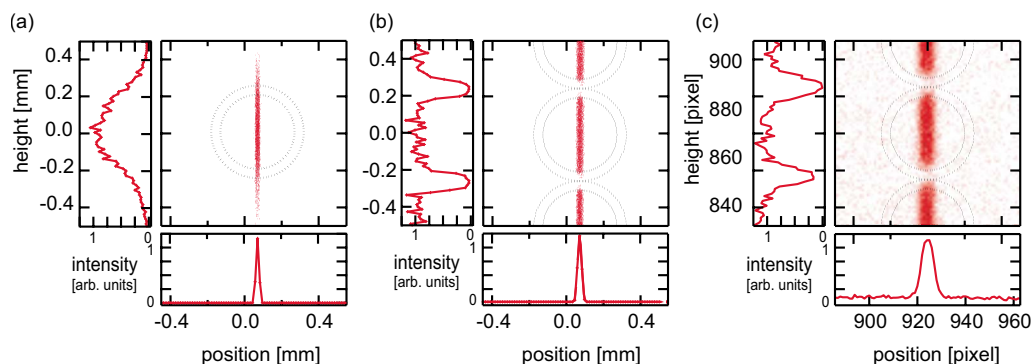 (a)
(b)
(c)
height [mm]
0.4
0.2
0.0
-0.2
-0.4
1
0
intensity
[arb. units]
0
1
0
-0.4
0.0
0.4
position [mm]
0.4
0.2
0.0
-0.2
-0.4
1
0
intensity
[arb. units]
0
1
0
-0.4
0.0
0.4
position [mm]
height [pixel]
900
880
860
840
1
0
intensity
[arb. units]
0
1
0
900
920
940
960
position [pixel]